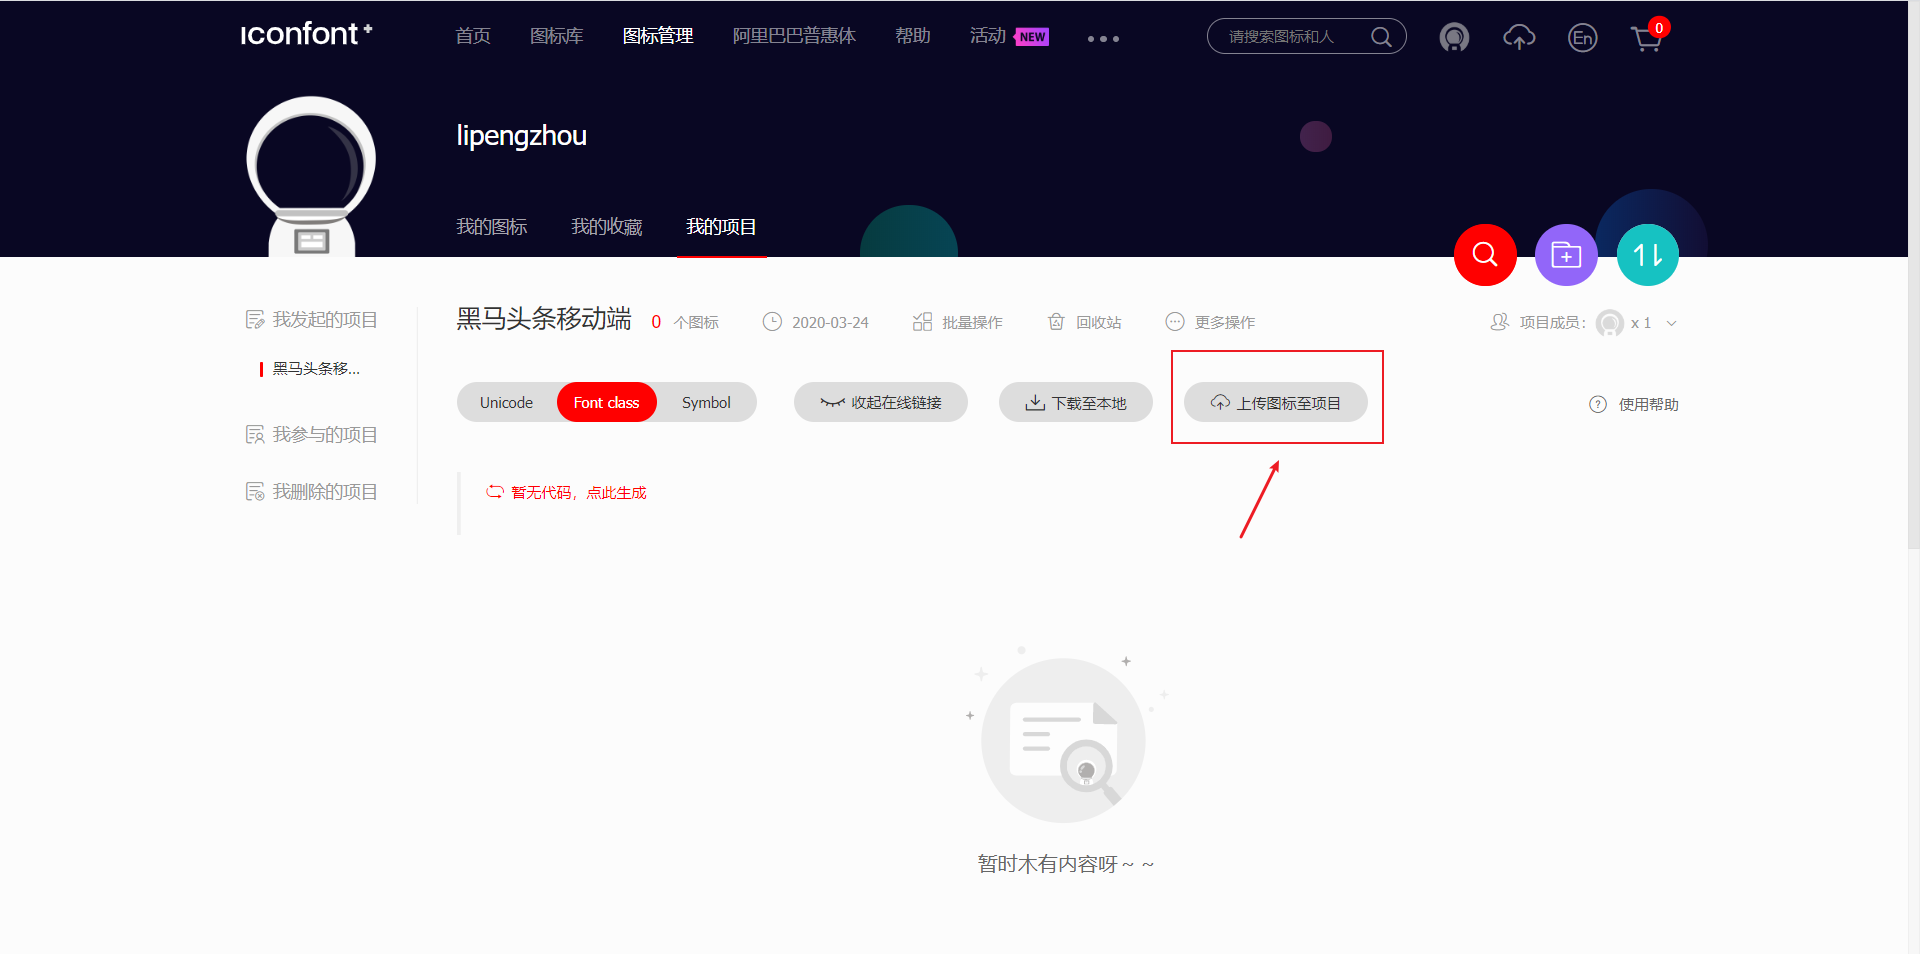 iconfont+
首页 图标库 图标管理 阿里巴巴普惠体 帮助 活动 NEW
请搜索图标和人
En
0
lipengzhou
我的图标 我的收藏 我的项目
我发起的项目
黑马头条移...
我参与的项目
我删除的项目
黑马头条移动端 0 个图标 2020-03-24 批量操作 回收站 更多操作
项目成员: x 1
Unicode Font class Symbol 收起在线链接 下载至本地 上传图标至项目
使用帮助
暂无代码，点此生成
暂时木有内容呀～～